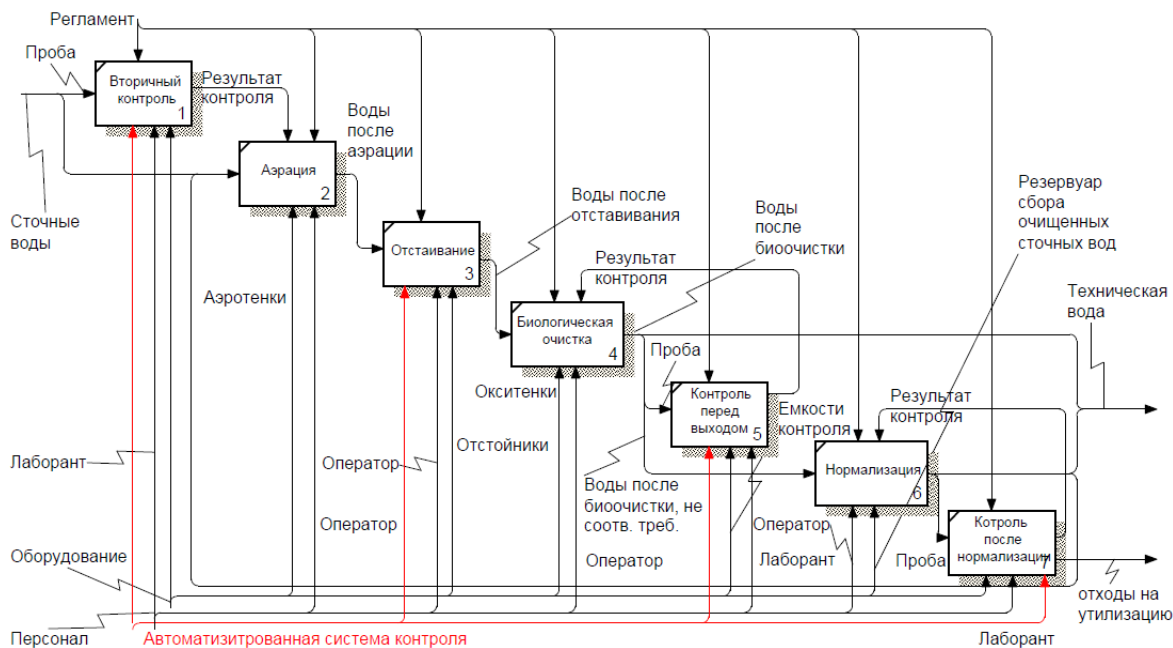 Регламент
Проба
Вторичный
контроль
1
Результат
контроля
Воды
после
аэрации
Аэрация
2
Сточные
воды
Воды после
отставивания
Воды
после
биоочистки
Резервуар
сбора
очищенных
сточных вод
Отстаивание
3
Результат
контроля
Аэротенки
Техническая
вода
Биологическая
очистка
4
Проба
Окситенки
Контроль
перед
выходом
5
Емкости
контроля
Результат
контроля
Отстойники
Лаборант
Оператор
Воды после
биоочистки, не
соотв. треб.
Нормализация
6
Оператор
Оператор
Лаборант
Котроль
после
нормализации
7
Оборудование
Оператор
Проба
отходы на
утилизацию
Персонал
Автоматизитрованная система контроля
Лаборант